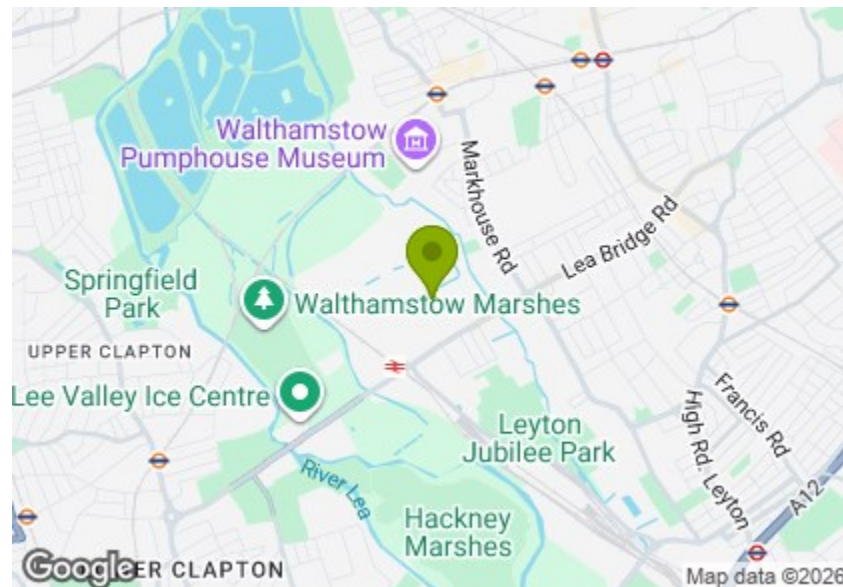 Walthamstow
Pumphouse Museum
Markhouse Rd
Lea Bridge Rd
Springfield
Park
Walthamstow Marshes
UPPER CLAPTON
Lee Valley Ice Centre
Francis Rd
Leyton
Jubilee Park
High Rd. Leyton
A12
River Lea
Hackney
Marshes
Google
ER CLAPTON
Map data ©2026